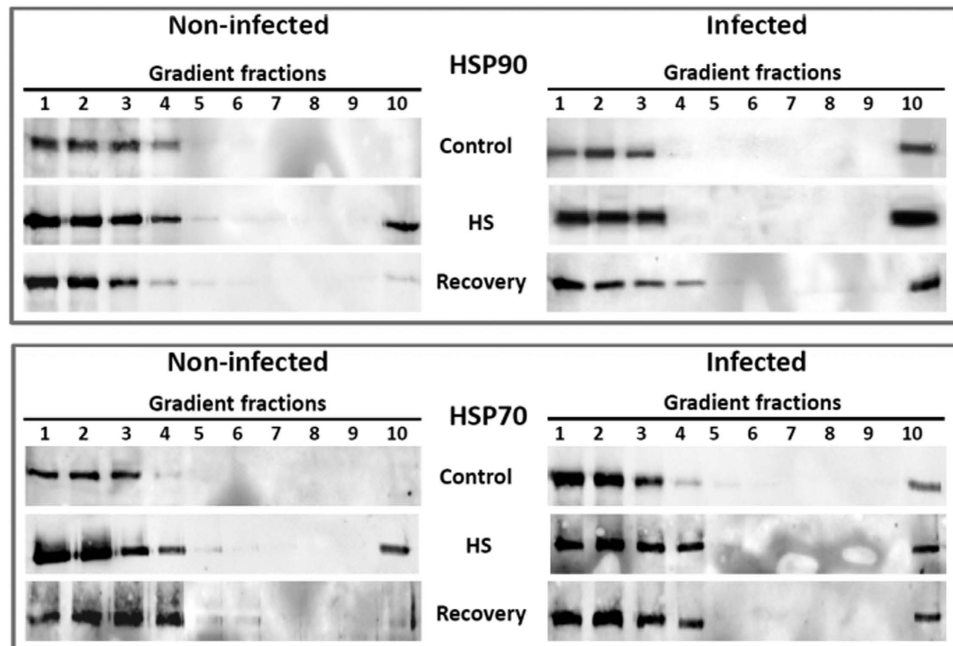 Non-infected Infected
HSP90
Gradient fractions Gradient fractions
1 2 3 4 5 6 7 8 9 10 1 2 3 4 5 6 7 8 9 10
Control
HS
Recovery
Non-infected Infected
Gradient fractions HSP70 Gradient fractions
1 2 3 4 5 6 7 8 9 10 1 2 3 4 5 6 7 8 9 10
Control
HS
Recovery